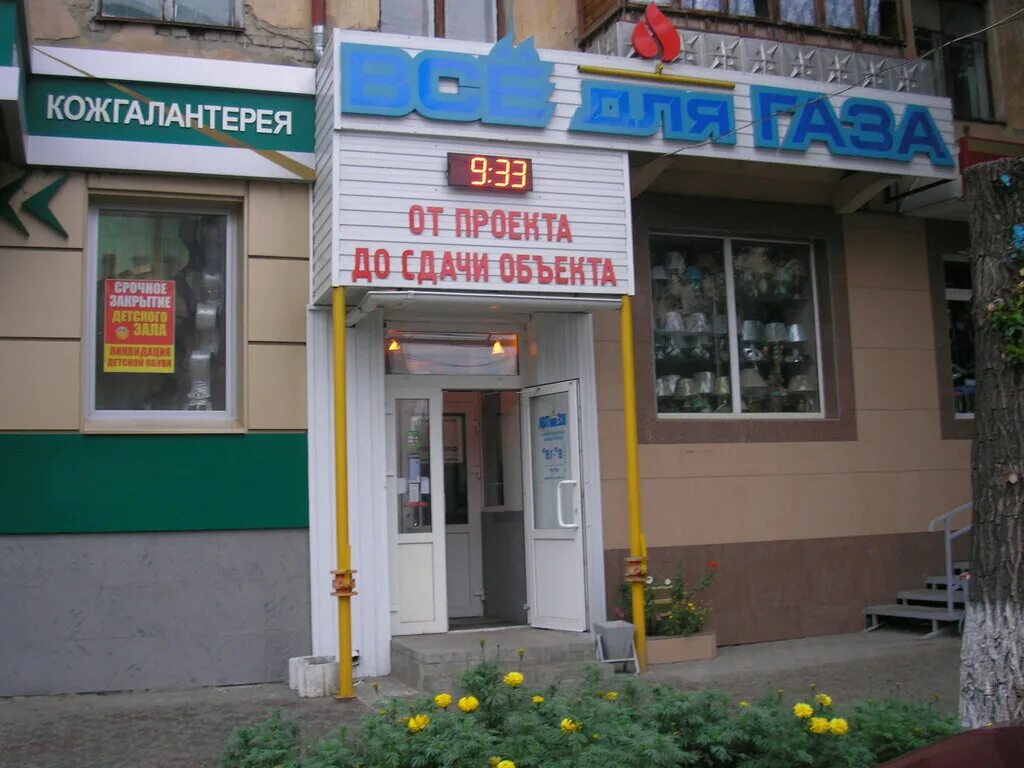 КОЖГАЛАНТЕРЕЯ
ВСЁ ДЛЯ ГАЗА
9:33
ОТ ПРОЕКТА
ДО СДАЧИ ОБЪЕКТА
СРОЧНОЕ
ЗАКРЫТИЕ
ДЕТСКОГО
ЗАЛА
ЛИКВИДАЦИЯ
ДЕТСКОЙ ОБУВИ